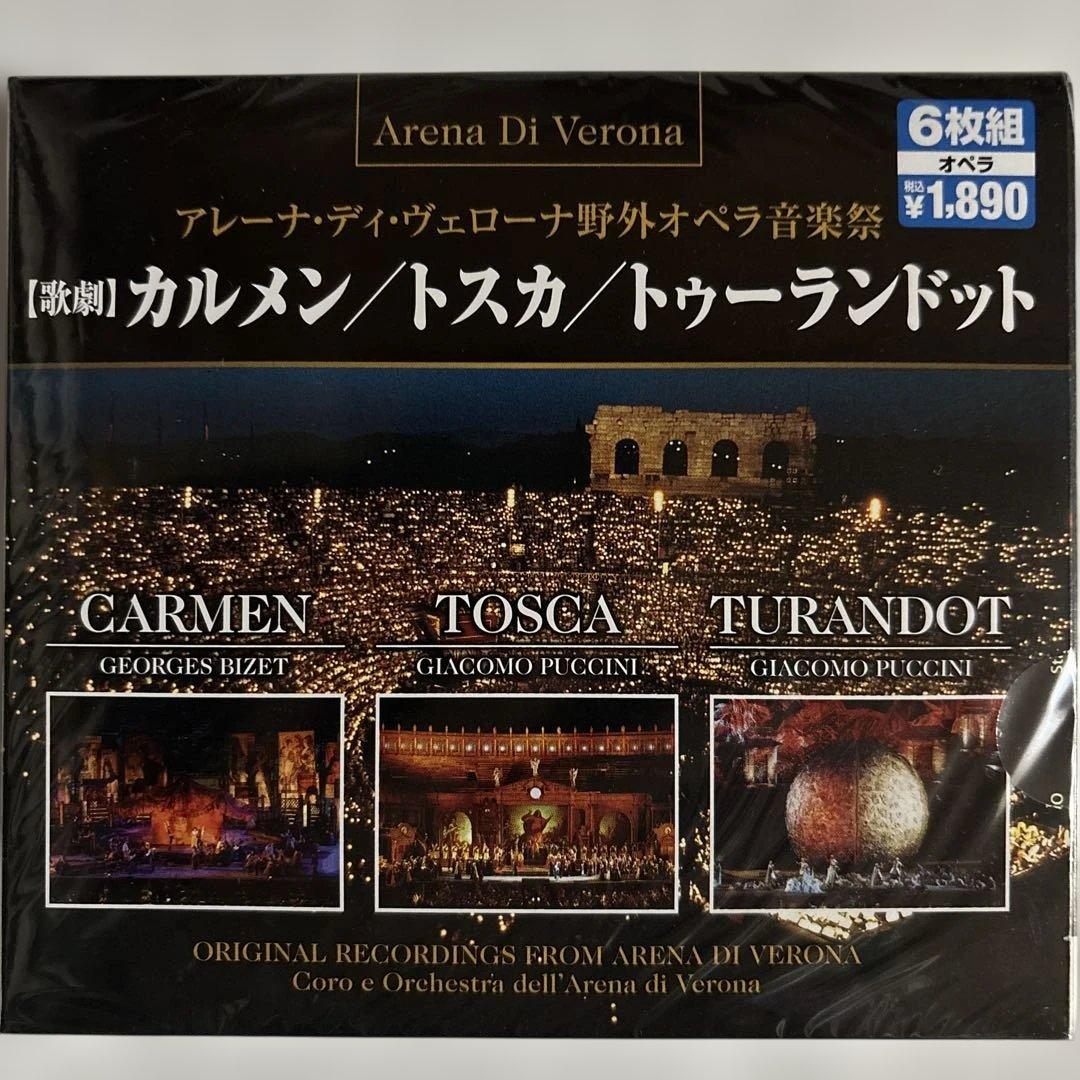 Arena Di Verona
6枚組
オペラ
税込
¥1,890
アレーナ・ディ・ヴェローナ野外オペラ音楽祭
【歌劇】カルメン/トスカ/トゥーランドット
CARMEN
GEORGES BIZET
TOSCA
GIACOMO PUCCINI
TURANDOT
GIACOMO PUCCINI
ORIGINAL RECORDINGS FROM ARENA DI VERONA
Coro e Orchestra dell'Arena di Verona